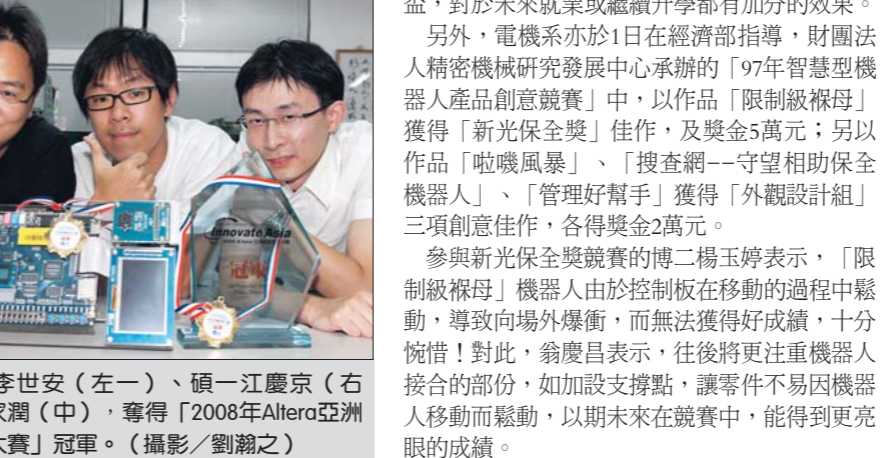 Innovate Asia
冠軍
李世安（左一）、碩一江慶京（右
家潤（中），奪得「2008年Altera亞洲
大賽」冠軍。（攝影／劉瀚之）
盃，對於未來就業或繼續升學都有加分的效果。
另外，電機系亦於1日在經濟部指導，財團法
人精密機械研究發展中心承辦的「97年智慧型機
器人產品創意競賽」中，以作品「限制級褓母」
獲得「新光保全獎」佳作，及獎金5萬元；另以
作品「啦嘰風暴」、「搜查網––守望相助保全
機器人」、「管理好幫手」獲得「外觀設計組」
三項創意佳作，各得獎金2萬元。
參與新光保全獎競賽的博二楊玉婷表示，「限
制級褓母」機器人由於控制板在移動的過程中鬆
動，導致向場外爆衝，而無法獲得好成績，十分
惋惜！對此，翁慶昌表示，往後將更注重機器人
接合的部份，如加設支撐點，讓零件不易因機器
人移動而鬆動，以期未來在競賽中，能得到更亮
眼的成績。